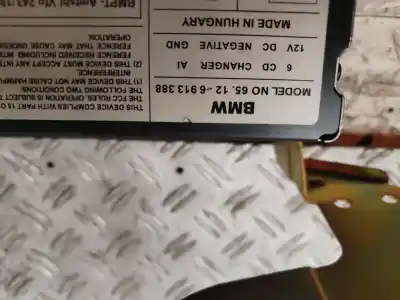 BMW
MODEL NO 65. 12 - 6 913 388
6 CD CHANGER AI
12V DC NEGATIVE GND
MADE IN HUNGARY
THIS DEVICE COMPLIES WITH PART 15 O
THE FCC RULES OPERATION IS SUBJECT
THE FOLLOWING TWO CONDITIONS:
(1) THIS DEVICE MAY NOT CAUSE HARMFU
INTERFERENCE.
(2) THIS DEVICE MUST ACCEPT ANY
FERENCE RECEIVED INCLUDING
FERENCE THAT MAY CAUSE UNDESI
OPERATION.
BMPT- Amtsbl Vfg